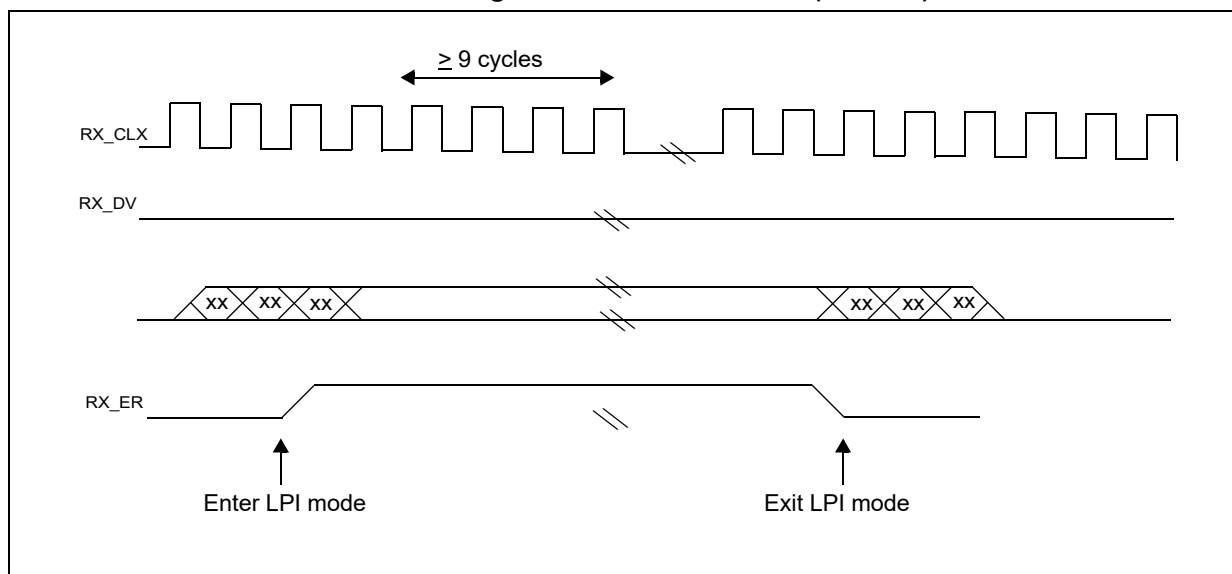 ≥ 9 cycles
RX_CLX
RX_DV
xx xx xx xx xx xx
RX_ER
Enter LPI mode Exit LPI mode